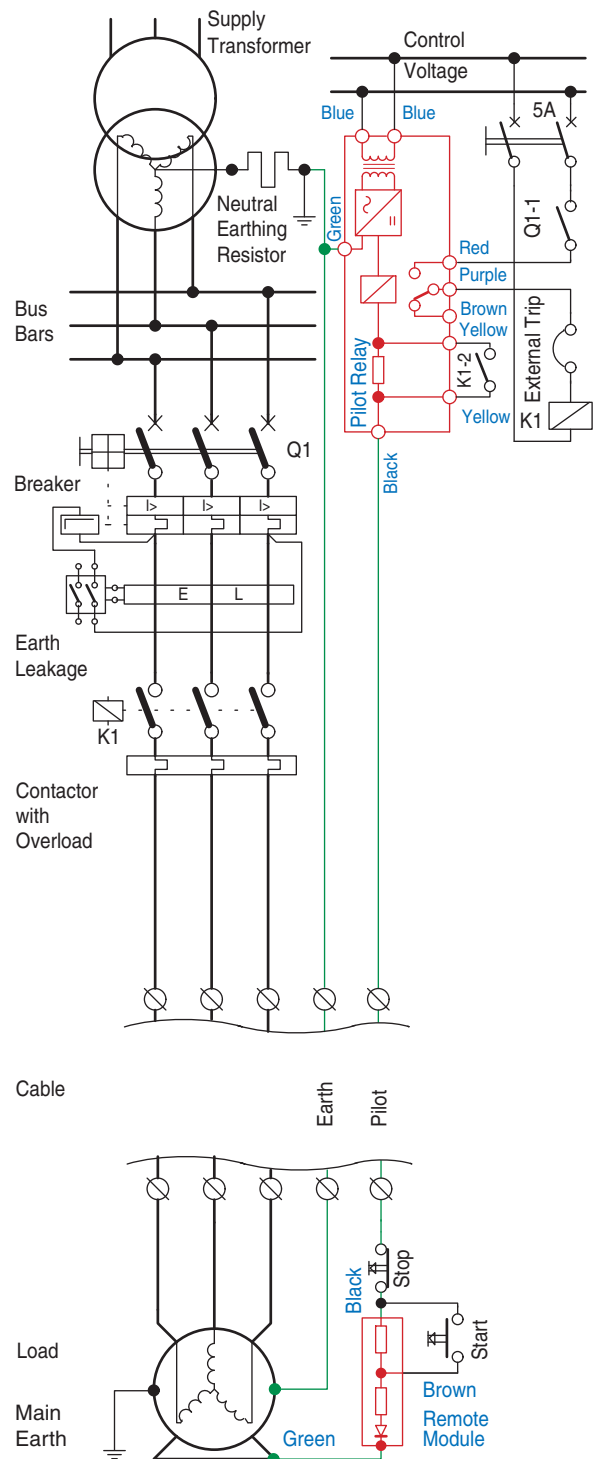 Supply
Transformer
Control
Voltage
Blue
Blue
5A
Green
Neutral
Earthing
Resistor
Q1-1
Red
Purple
Brown
Yellow
External Trip
Bus
Bars
Pilot Relay
K1-2
K1
Yellow
Q1
Black
Breaker
I>
I>
I>
E L
Earth
Leakage
K1
Contactor
with
Overload
Cable
Earth
Pilot
Stop
Black
Start
Load
Brown
Main
Earth
Green
Remote
Module